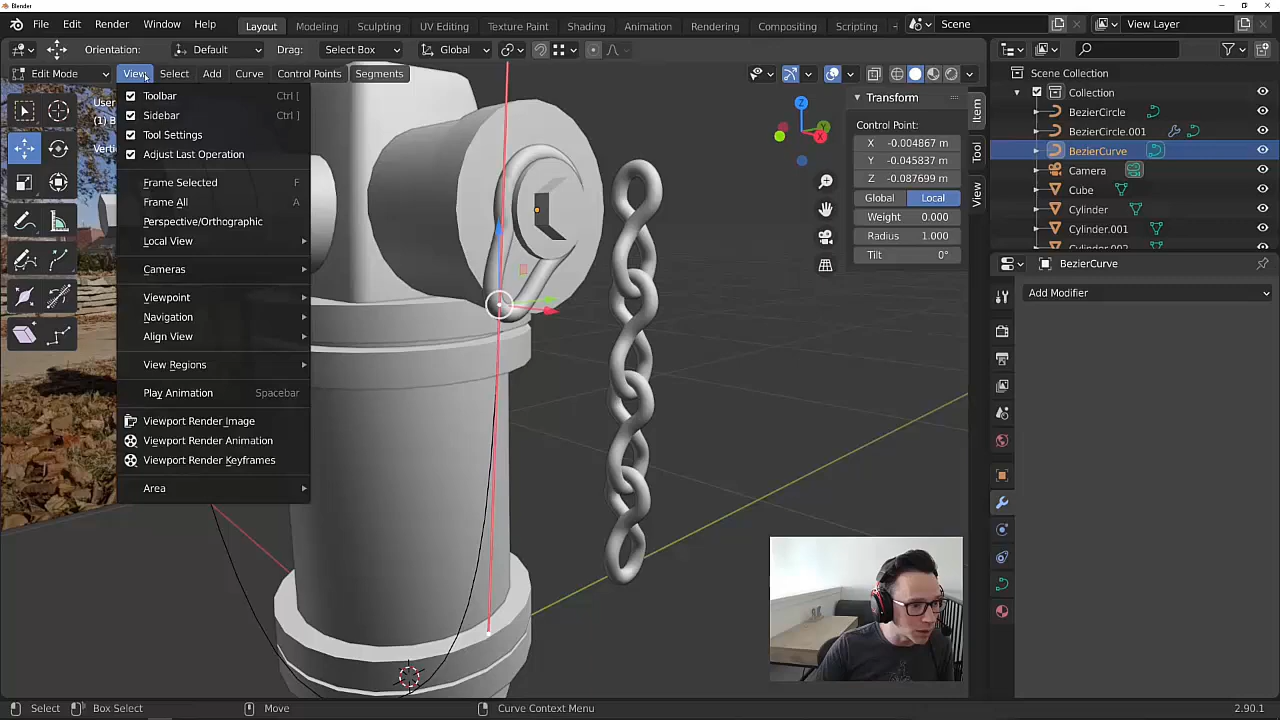 Blender
File Edit Render Window Help
Layout Modeling Sculpting UV Editing Texture Paint Shading Animation Rendering Compositing Scripting
Scene
View Layer
Orientation: Default Drag: Select Box Global
Edit Mode View Select Add Curve Control Points Segments
Toolbar Ctrl [
Sidebar Ctrl ]
Tool Settings
Adjust Last Operation
Frame Selected F
Frame All A
Perspective/Orthographic
Local View
Cameras
Viewpoint
Navigation
Align View
View Regions
Play Animation Spacebar
Viewport Render Image
Viewport Render Animation
Viewport Render Keyframes
Area
User
(1) B
Z
Y
X
Transform
Control Point:
X -0.004867 m
Y -0.045837 m
Z -0.087699 m
Global Local
Weight 0.000
Radius 1.000
Tilt 0°
Item
Tool
View
Scene Collection
Collection
BezierCircle
BezierCircle.001
BezierCurve
Camera
Cube
Cylinder
Cylinder.001
BezierCurve
Add Modifier
Select Box Select Move Curve Context Menu 2.90.1